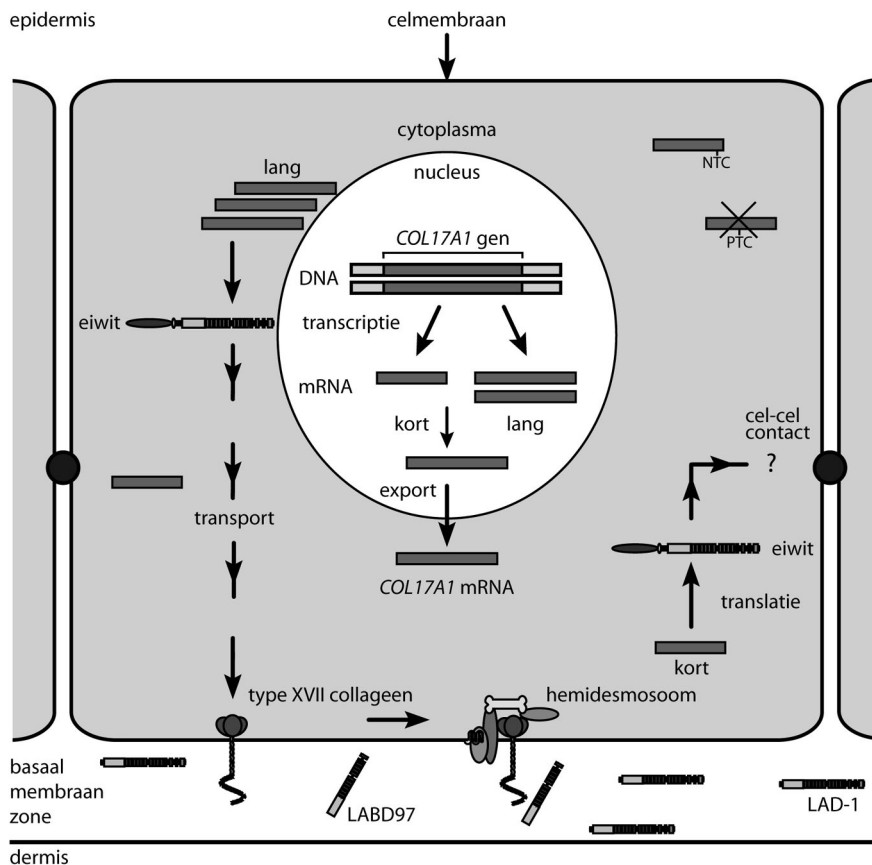 epidermis
celmembraan
cytoplasma
lang
nucleus
NTC
COL17A1 gen
PTC
DNA
eiwit
transcriptie
mRNA
kort
lang
cel-cel
contact
?
export
transport
eiwit
COL17A1 mRNA
translatie
kort
type XVII collageen
hemidesmosoom
basaal
membraan
zone
LABD97
LAD-1
dermis